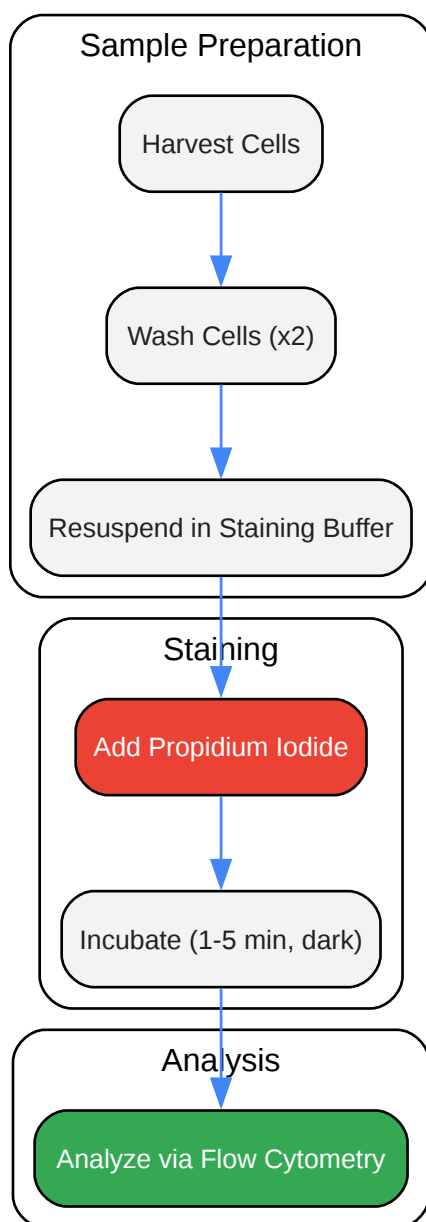 Sample Preparation
Harvest Cells
Wash Cells (x2)
Resuspend in Staining Buffer
Staining
Add Propidium Iodide
Incubate (1-5 min, dark)
Analysis
Analyze via Flow Cytometry